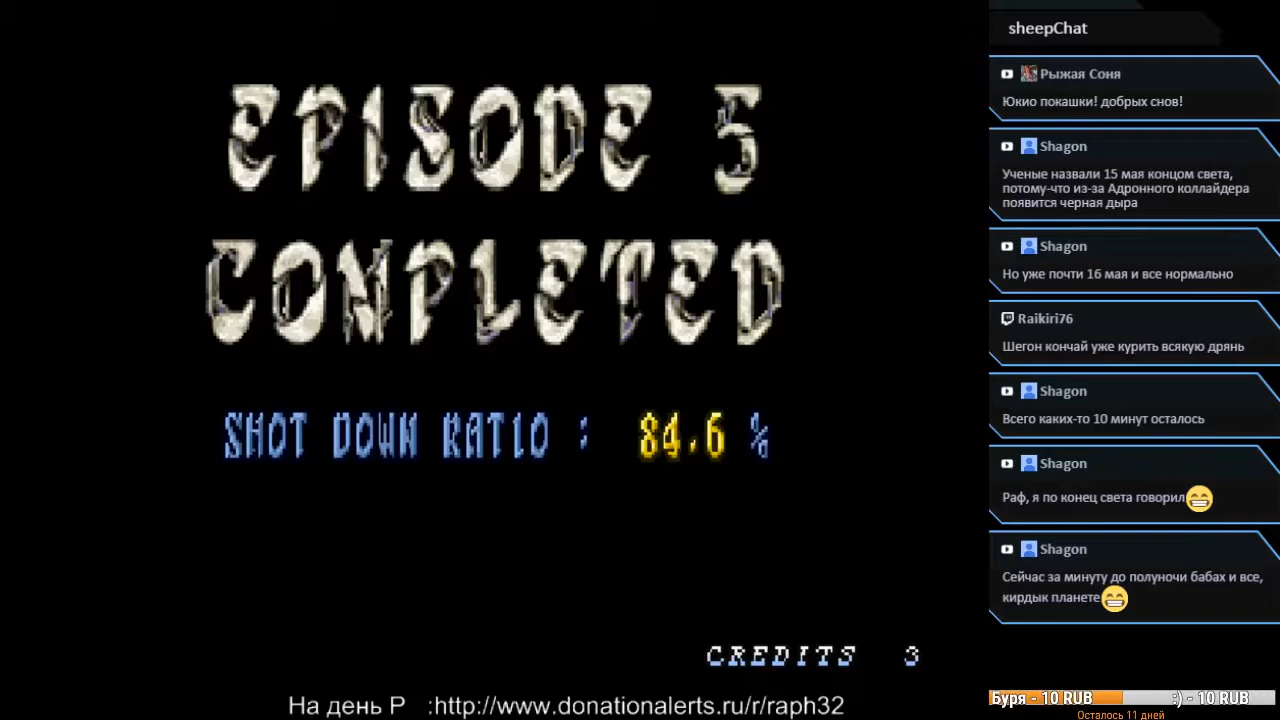 EPISODE 5
COMPLETED
SHOT DOWN RATIO : 84.6 %
CREDITS 3
На день Р :http://www.donationalerts.ru/r/raph32
sheepChat
Рыжая Соня
Юкио покашки! добрых снов!
Shagon
Ученые назвали 15 мая концом света,
потому-что из-за Адронного коллайдера
появится черная дыра
Shagon
Но уже почти 16 мая и все нормально
Raikiri76
Шегон кончай уже курить всякую дрянь
Shagon
Всего каких-то 10 минут осталось
Shagon
Раф, я по конец света говорил
Shagon
Сейчас за минуту до полуночи бабах и все,
кирдык планете
Буря - 10 RUB :) - 10 RUB
Осталось 11 дней